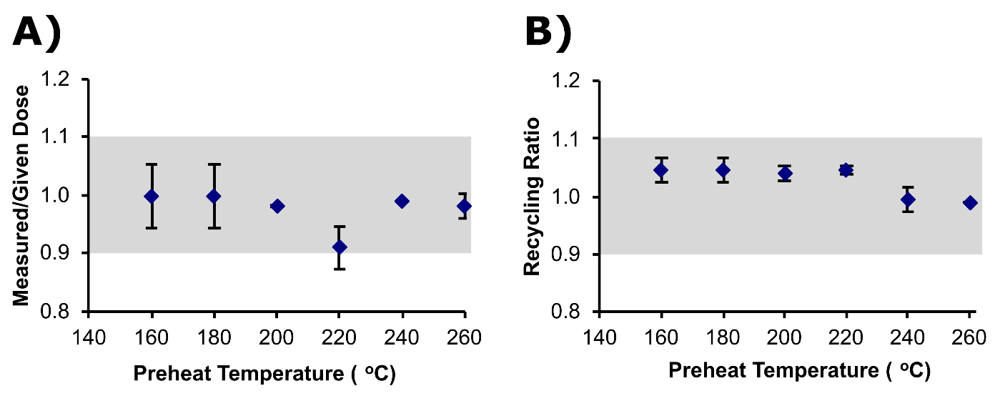 A)
1.2
1.1
1.0
0.9
0.8
Measured/Given Dose
140 160 180 200 220 240 260
Preheat Temperature ( ºC)
B)
1.2
1.1
1.0
0.9
0.8
Recycling Ratio
140 160 180 200 220 240 260
Preheat Temperature ( ºC)